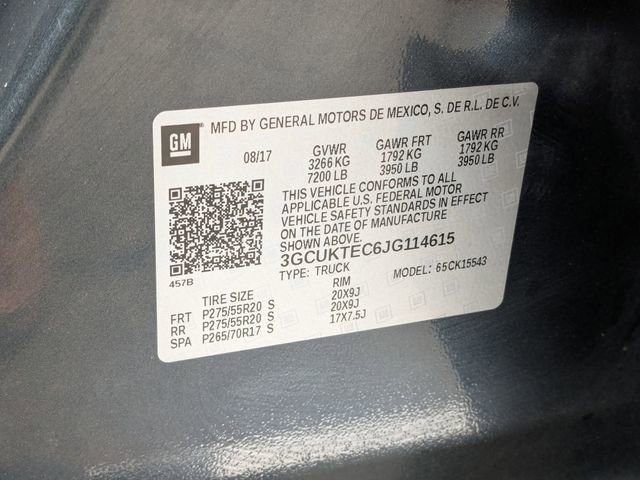 GM MFD BY GENERAL MOTORS DE MEXICO, S. DE R.L. DE C.V.
08/17 GVWR GAWR FRT GAWR RR
3266 KG 1792 KG 1792 KG
7200 LB 3950 LB 3950 LB
THIS VEHICLE CONFORMS TO ALL
APPLICABLE U.S. FEDERAL MOTOR
VEHICLE SAFETY STANDARDS IN EFFECT
ON THE DATE OF MANUFACTURE
SHOWN ABOVE.
3GCUKTEC6JG114615
457B TYPE: TRUCK MODEL: 65CK15543
TIRE SIZE RIM
FRT P275/55R20 S 20X9J
RR P275/55R20 S 20X9J
SPA P265/70R17 S 17X7.5J